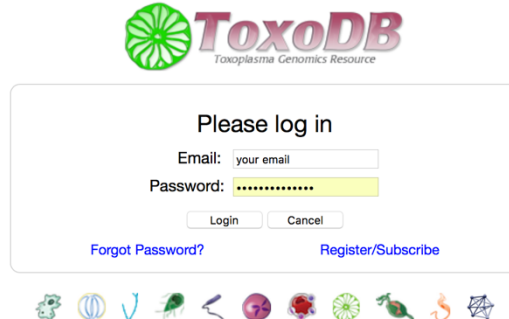 ToxoDB
Toxoplasma Genomics Resource
Please log in
Email: your email
Password: ••••••••••••••
Login Cancel
Forgot Password? Register/Subscribe